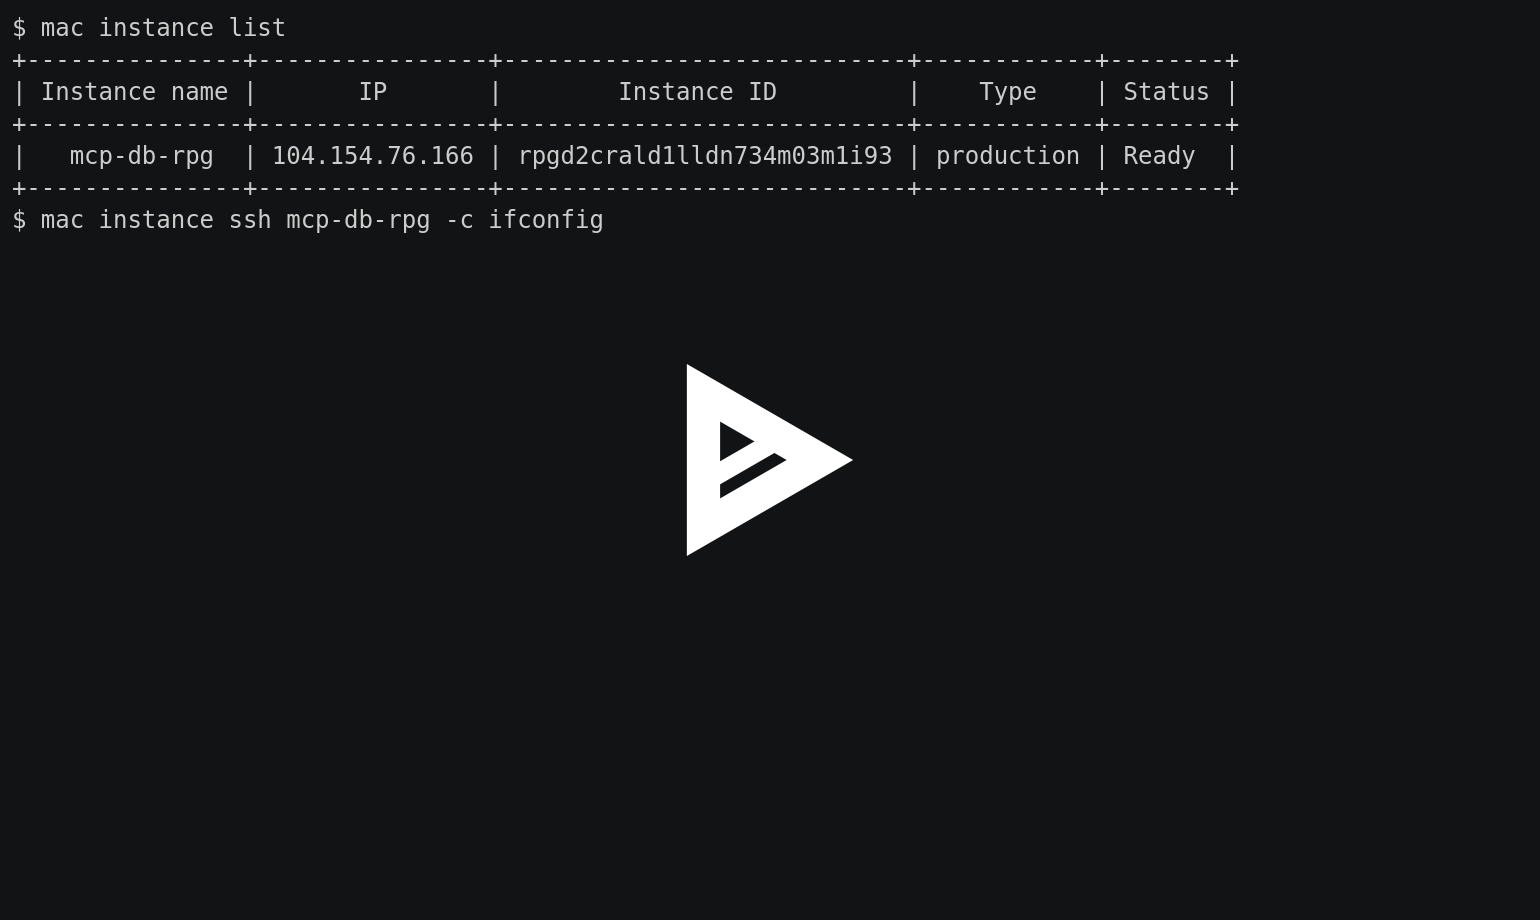 $ mac instance list
+---------------+----------------+----------------------------+------------+--------+
| Instance name |       IP       |        Instance ID         |    Type    | Status |
+---------------+----------------+----------------------------+------------+--------+
|   mcp-db-rpg  | 104.154.76.166 | rpgd2crald1lldn734m03m1i93 | production | Ready  |
+---------------+----------------+----------------------------+------------+--------+
$ mac instance ssh mcp-db-rpg -c ifconfig